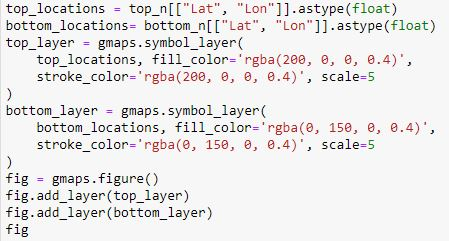 top_locations = top_n[["Lat", "Lon"]].astype(float)
bottom_locations= bottom_n[["Lat", "Lon"]].astype(float)
top_layer = gmaps.symbol_layer(
    top_locations, fill_color='rgba(200, 0, 0, 0.4)',
    stroke_color='rgba(200, 0, 0, 0.4)', scale=5
)
bottom_layer = gmaps.symbol_layer(
    bottom_locations, fill_color='rgba(0, 150, 0, 0.4)',
    stroke_color='rgba(0, 150, 0, 0.4)', scale=5
)
fig = gmaps.figure()
fig.add_layer(top_layer)
fig.add_layer(bottom_layer)
fig